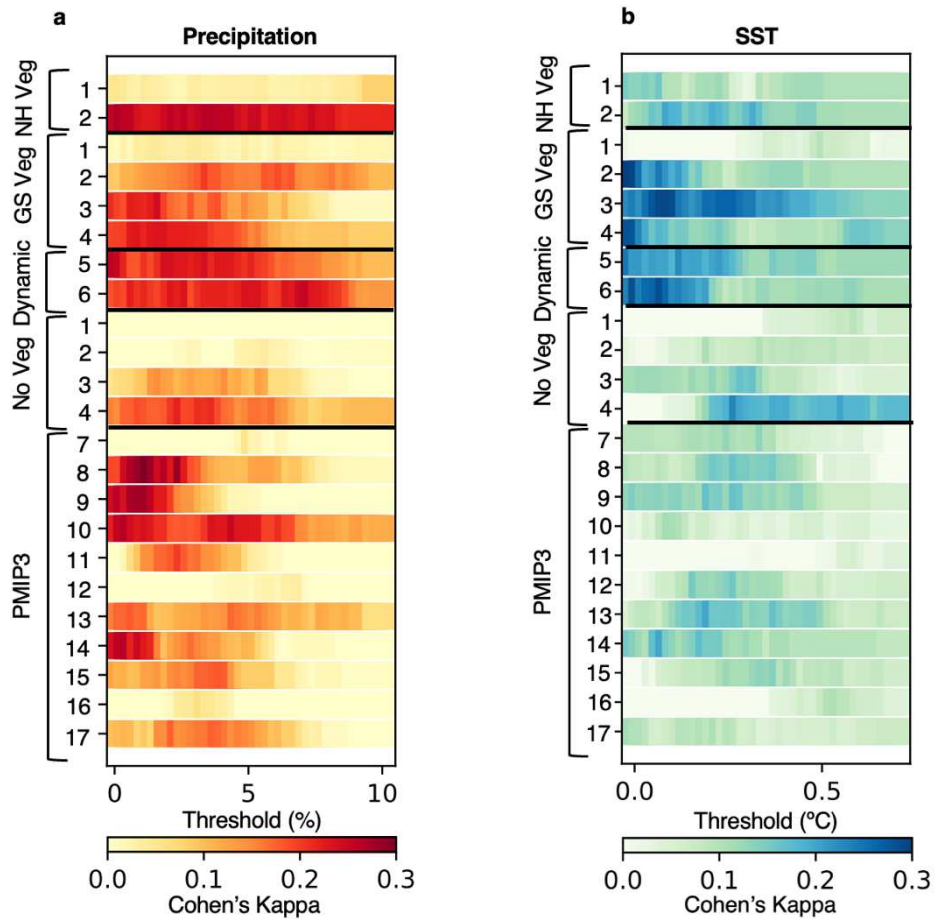 a
Precipitation
NH Veg
1
2
GS Veg
1
2
3
4
Dynamic
5
6
No Veg
1
2
3
4
PMIP3
7
8
9
10
11
12
13
14
15
16
17
0 5 10
Threshold (%)
0.0 0.1 0.2 0.3
Cohen's Kappa
b
SST
NH Veg
1
2
GS Veg
1
2
3
4
Dynamic
5
6
No Veg
1
2
3
4
PMIP3
7
8
9
10
11
12
13
14
15
16
17
0.0 0.5
Threshold (ºC)
0.0 0.1 0.2 0.3
Cohen's Kappa